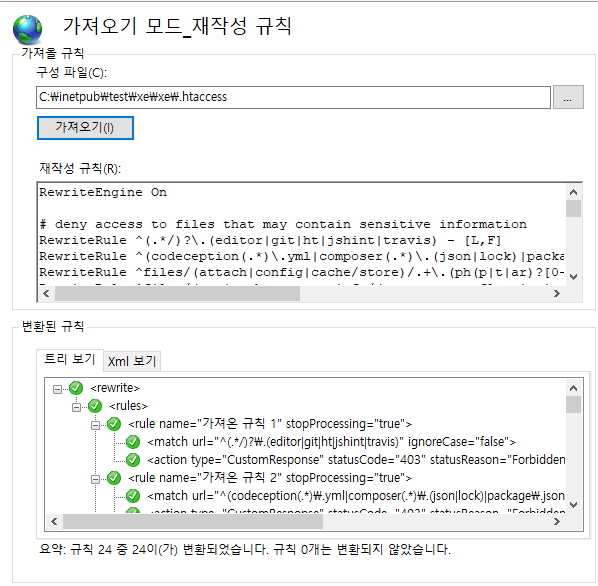 가져오기 모드_재작성 규칙
가져올 규칙
구성 파일(C):
C:₩inetpub₩test₩xe₩xe₩.htaccess
...
가져오기(I)
재작성 규칙(R):
RewriteEngine On
# deny access to files that may contain sensitive information
RewriteRule ^(.*/)?\.(editor|git|ht|jshint|travis) - [L,F]
RewriteRule ^(codeception(.*)\.yml|composer(.*)\.(json|lock)|packa
RewriteRule ^files/(attach|config|cache/store)/.+\.(ph(p|t|ar)?[0-
변환된 규칙
트리 보기
Xml 보기
<rewrite>
<rules>
<rule name="가져온 규칙 1" stopProcessing="true">
<match url="^(.*/)?₩.(editor|git|ht|jshint|travis)" ignoreCase="false">
<action type="CustomResponse" statusCode="403" statusReason="Forbidden
<rule name="가져온 규칙 2" stopProcessing="true">
<match url="^(codeception(.*)₩.yml|composer(.*)₩.(json|lock)|package₩.json
<action type="CustomResponse" statusCode="403" statusReason="Forbidden
요약: 규칙 24 중 24이(가) 변환되었습니다. 규칙 0개는 변환되지 않았습니다.